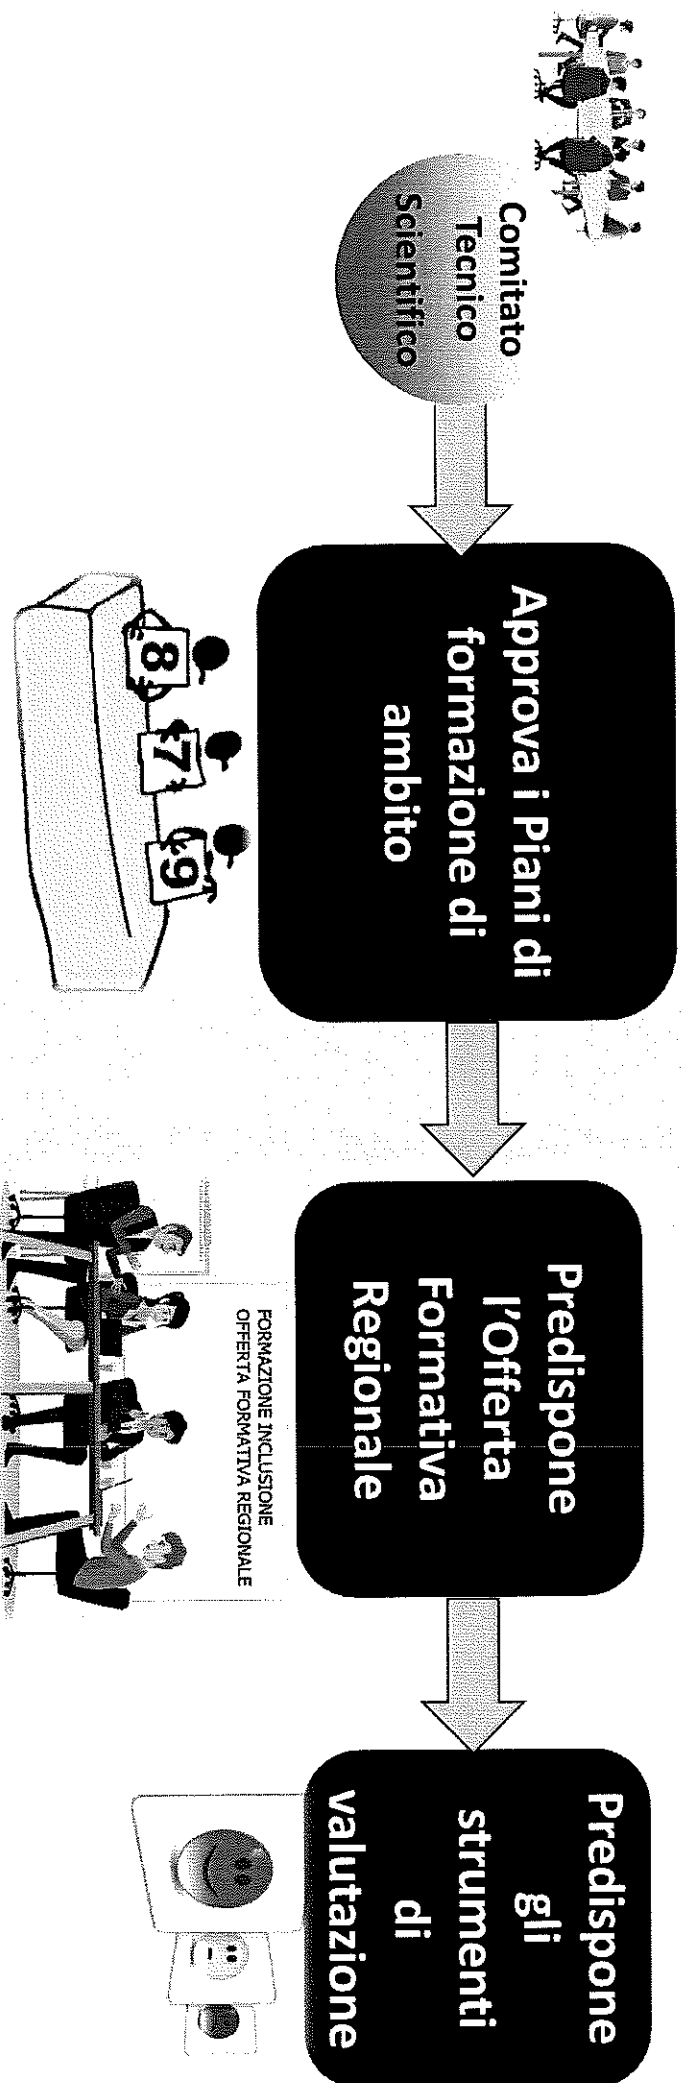 Comitato
Tecnico
Scientifico
Approva i Piani di
formazione di
ambito
8
7
9
Predispone
l'Offerta
Formativa
Regionale
FORMAZIONE INCLUSIONE
OFFERTA FORMATIVA REGIONALE
Predispone
gli
strumenti
di
valutazione